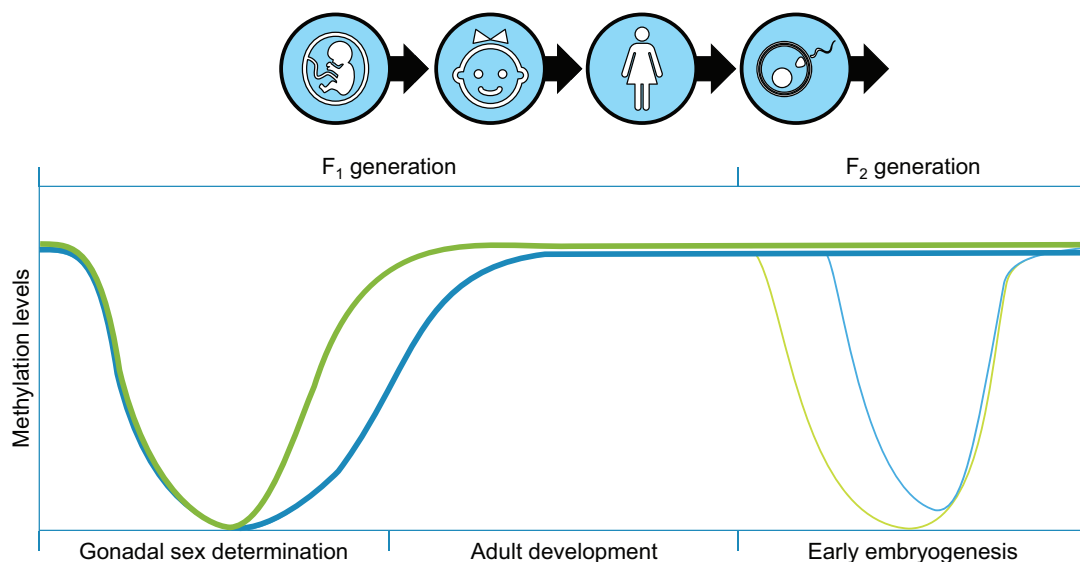 F₁ generation
F₂ generation
Methylation levels
Gonadal sex determination
Adult development
Early embryogenesis